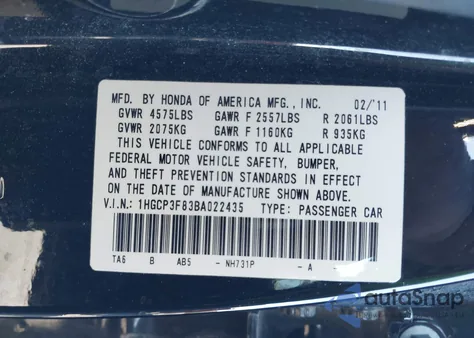 MFD. BY HONDA OF AMERICA MFG., INC. 02/'11
GVWR 4575LBS GAWR F 2557LBS R 2061LBS
GVWR 2075KG GAWR F 1160KG R 935KG
THIS VEHICLE CONFORMS TO ALL APPLICABLE
FEDERAL MOTOR VEHICLE SAFETY, BUMPER,
AND THEFT PREVENTION STANDARDS IN EFFECT
ON THE DATE OF MANUFACTURE SHOWN ABOVE.
V.I.N.: 1HGCP3F83BA022435 TYPE: PASSENGER CAR
TA6 B AB5 - NH731P - A -
autoSnap